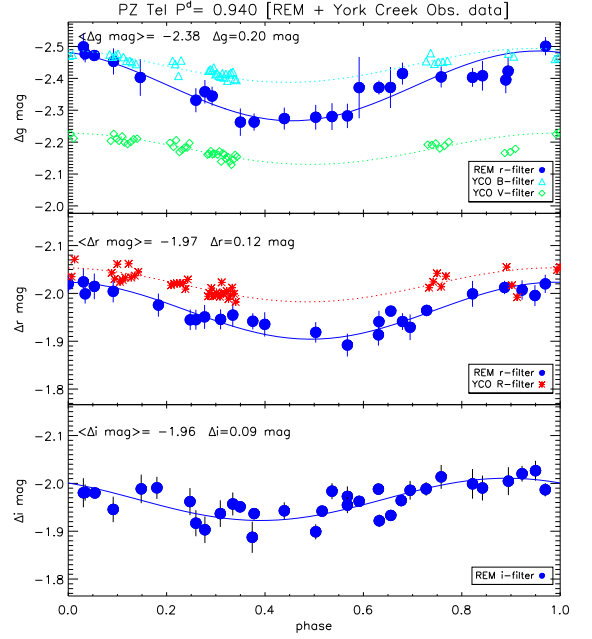 PZ Tel Pᵈ= 0.940 [REM + York Creek Obs. data]
<Δg mag>= −2.38 Δg=0.20 mag
−2.5
−2.4
−2.3
−2.2
−2.1
−2.0
Δg mag
REM r-filter
YCO B-filter
YCO V-filter
<Δr mag>= −1.97 Δr=0.12 mag
−2.1
−2.0
−1.9
−1.8
Δr mag
REM r-filter
YCO R-filter
<Δi mag>= −1.96 Δi=0.09 mag
−2.1
−2.0
−1.9
−1.8
Δi mag
REM i-filter
0.0 0.2 0.4 0.6 0.8 1.0
phase